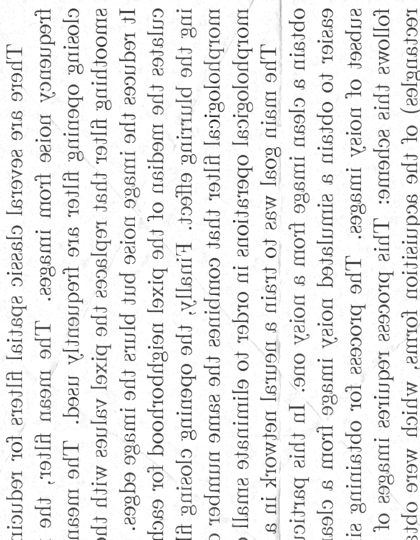 There are several classic spatial filters for reducin
frequency noise from images. The mean filter, the
closing opening filter are frequently used. The mean
smoothing filter that replaces the pixel values with th
It reduces the image noise but blurs the image edges.
culates the median of the pixel neighborhood for eac
ing the blurring effect. Finally, the opening closing fi
morphological filter that combines the same number o
morphological operations in order to eliminate small o
The main goal was to train a neural network in a
obtain a clean image from a noisy one. In this particu
easier to obtain a simulated noisy image from a clea
subset of noisy images. The process for obtaining si
follows this scheme. This process requires images of
rectangles) of the acquisition forms, which were obta